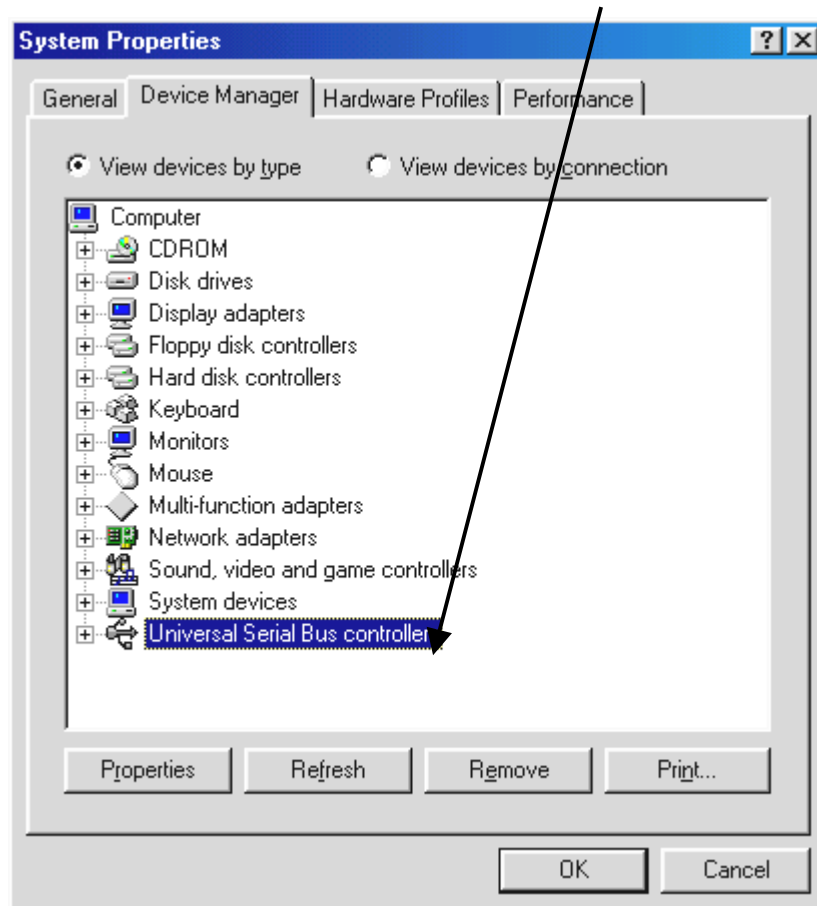 System Properties
General Device Manager Hardware Profiles Performance
View devices by type View devices by connection
Computer
CDROM
Disk drives
Display adapters
Floppy disk controllers
Hard disk controllers
Keyboard
Monitors
Mouse
Multi-function adapters
Network adapters
Sound, video and game controllers
System devices
Universal Serial Bus controllers
Properties Refresh Remove Print...
OK Cancel